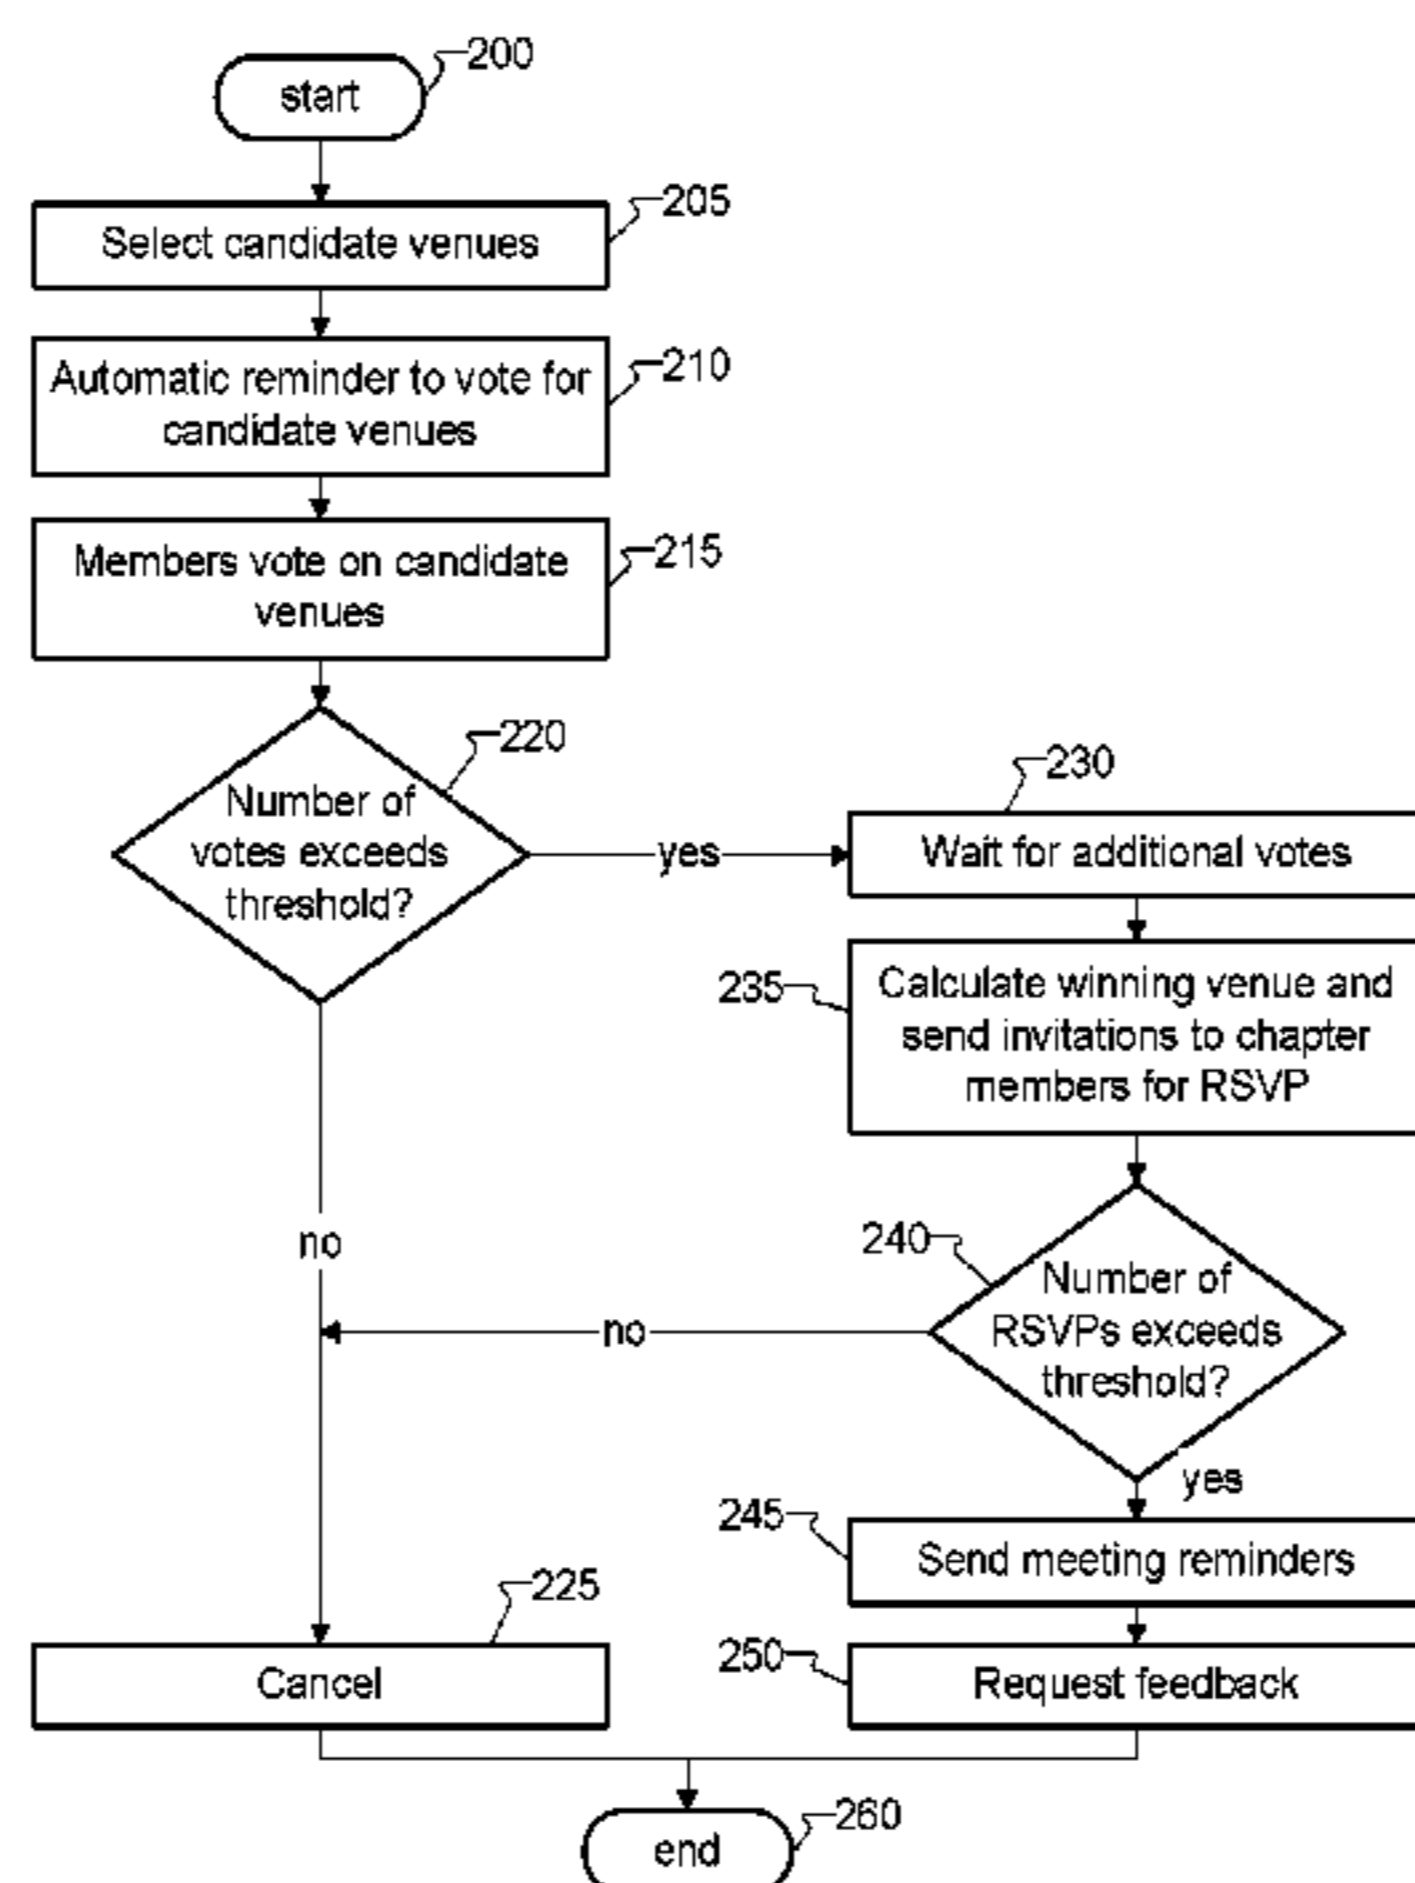 200
start
205
Select candidate venues
210
Automatic reminder to vote for
candidate venues
215
Members vote on candidate
venues
220
Number of
votes exceeds
threshold?
yes
230
Wait for additional votes
235
Calculate winning venue and
send invitations to chapter
members for RSVP
no
240
Number of
RSVPs exceeds
threshold?
no
yes
245
Send meeting reminders
225
Cancel
250
Request feedback
260
end